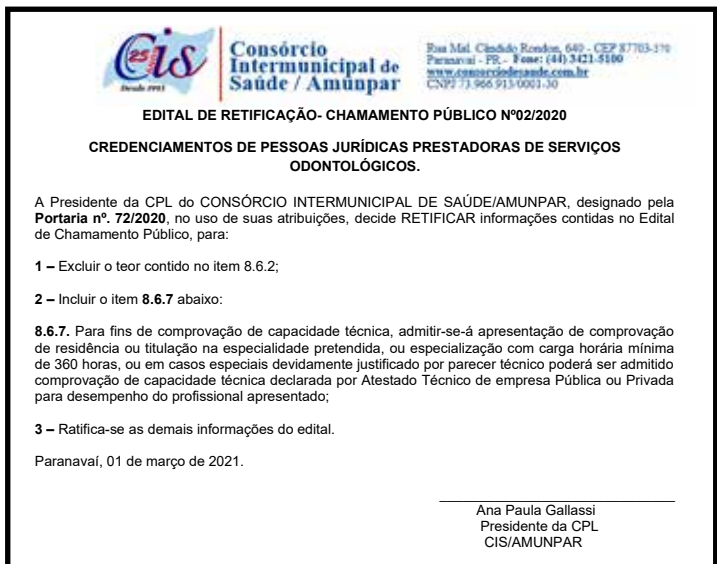 25
Cis
Desde 1995
Consórcio
Intermunicipal de
Saúde / Amunpar
Rua Mal. Cândido Rondon, 640 - CEP 87703-370
Paranavaí - PR - Fone: (44) 3421-5100
www.consorciodesaude.com.br
CNPJ 73.966.913/0001-30
EDITAL DE RETIFICAÇÃO- CHAMAMENTO PÚBLICO Nº02/2020
CREDENCIAMENTOS DE PESSOAS JURÍDICAS PRESTADORAS DE SERVIÇOS
ODONTOLÓGICOS.
A Presidente da CPL do CONSÓRCIO INTERMUNICIPAL DE SAÚDE/AMUNPAR, designado pela
Portaria nº. 72/2020, no uso de suas atribuições, decide RETIFICAR informações contidas no Edital
de Chamamento Público, para:
1 – Excluir o teor contido no item 8.6.2;
2 – Incluir o item 8.6.7 abaixo:
8.6.7. Para fins de comprovação de capacidade técnica, admitir-se-á apresentação de comprovação
de residência ou titulação na especialidade pretendida, ou especialização com carga horária mínima
de 360 horas, ou em casos especiais devidamente justificado por parecer técnico poderá ser admitido
comprovação de capacidade técnica declarada por Atestado Técnico de empresa Pública ou Privada
para desempenho do profissional apresentado;
3 – Ratifica-se as demais informações do edital.
Paranavaí, 01 de março de 2021.
Ana Paula Gallassi
Presidente da CPL
CIS/AMUNPAR